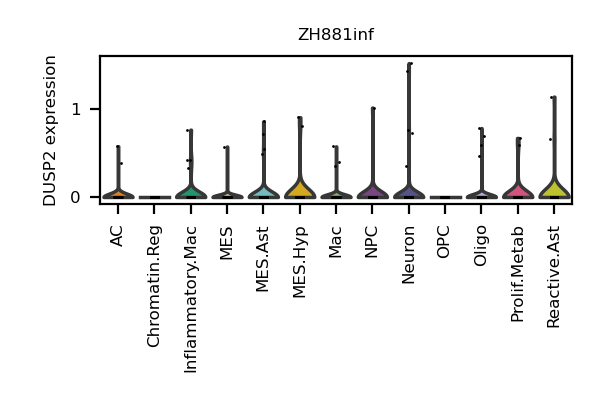 ZH881inf
DUSP2 expression
1
0
AC
Chromatin.Reg
Inflammatory.Mac
MES
MES.Ast
MES.Hyp
Mac
NPC
Neuron
OPC
Oligo
Prolif.Metab
Reactive.Ast